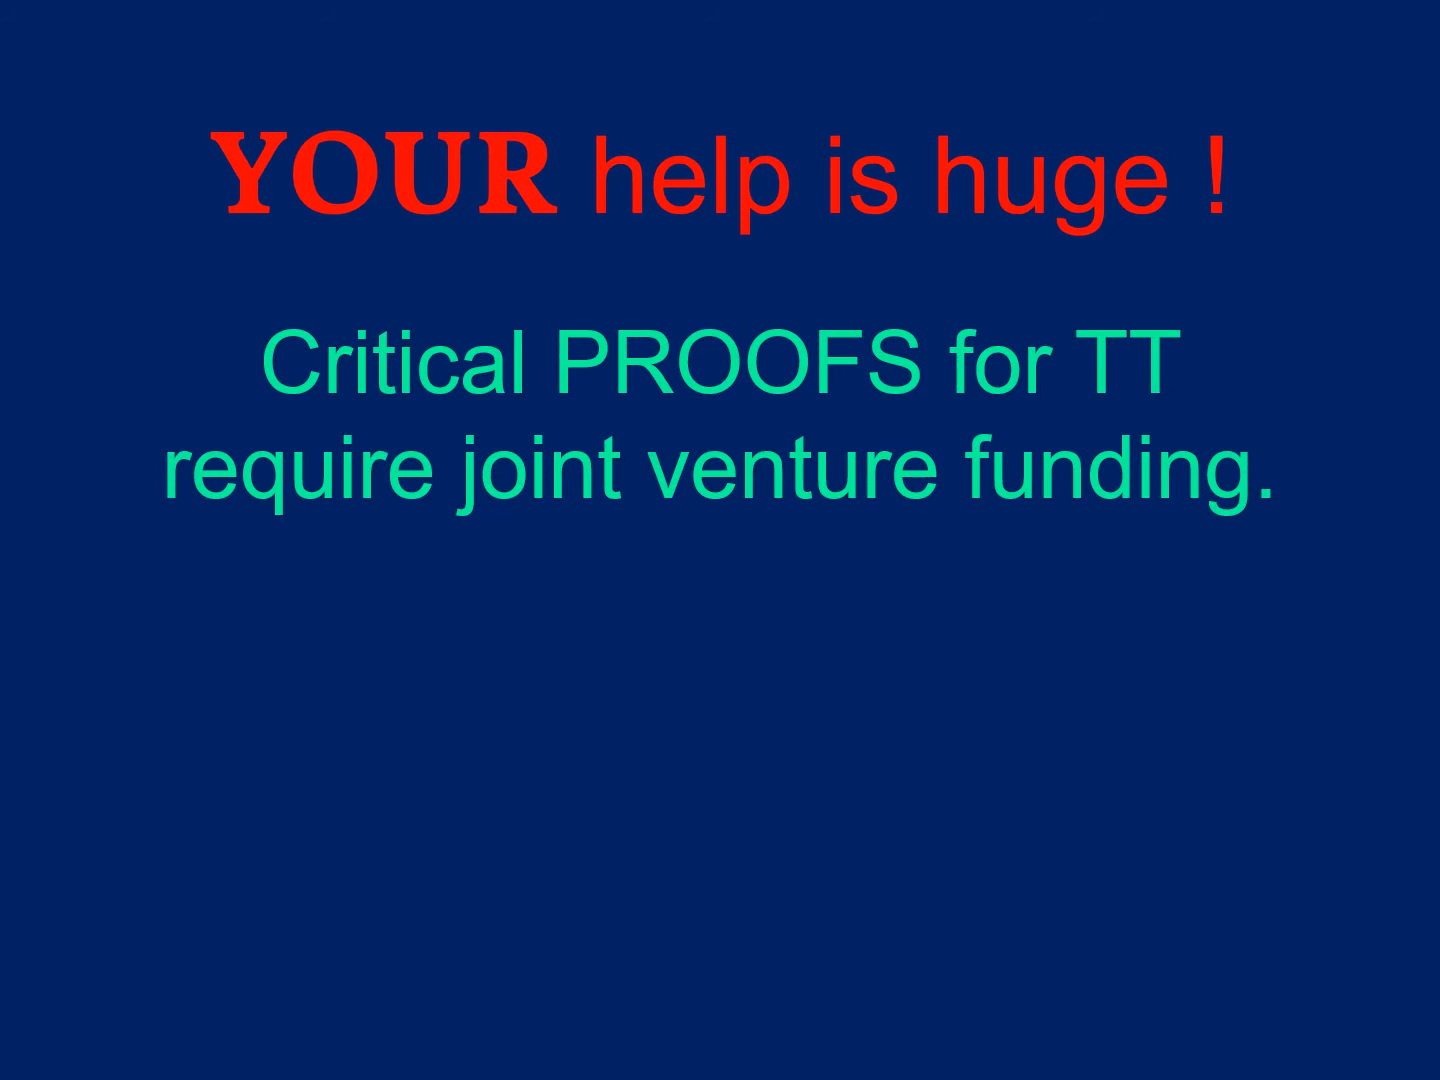 YOUR help is huge !
Critical PROOFS for TT
require joint venture funding.